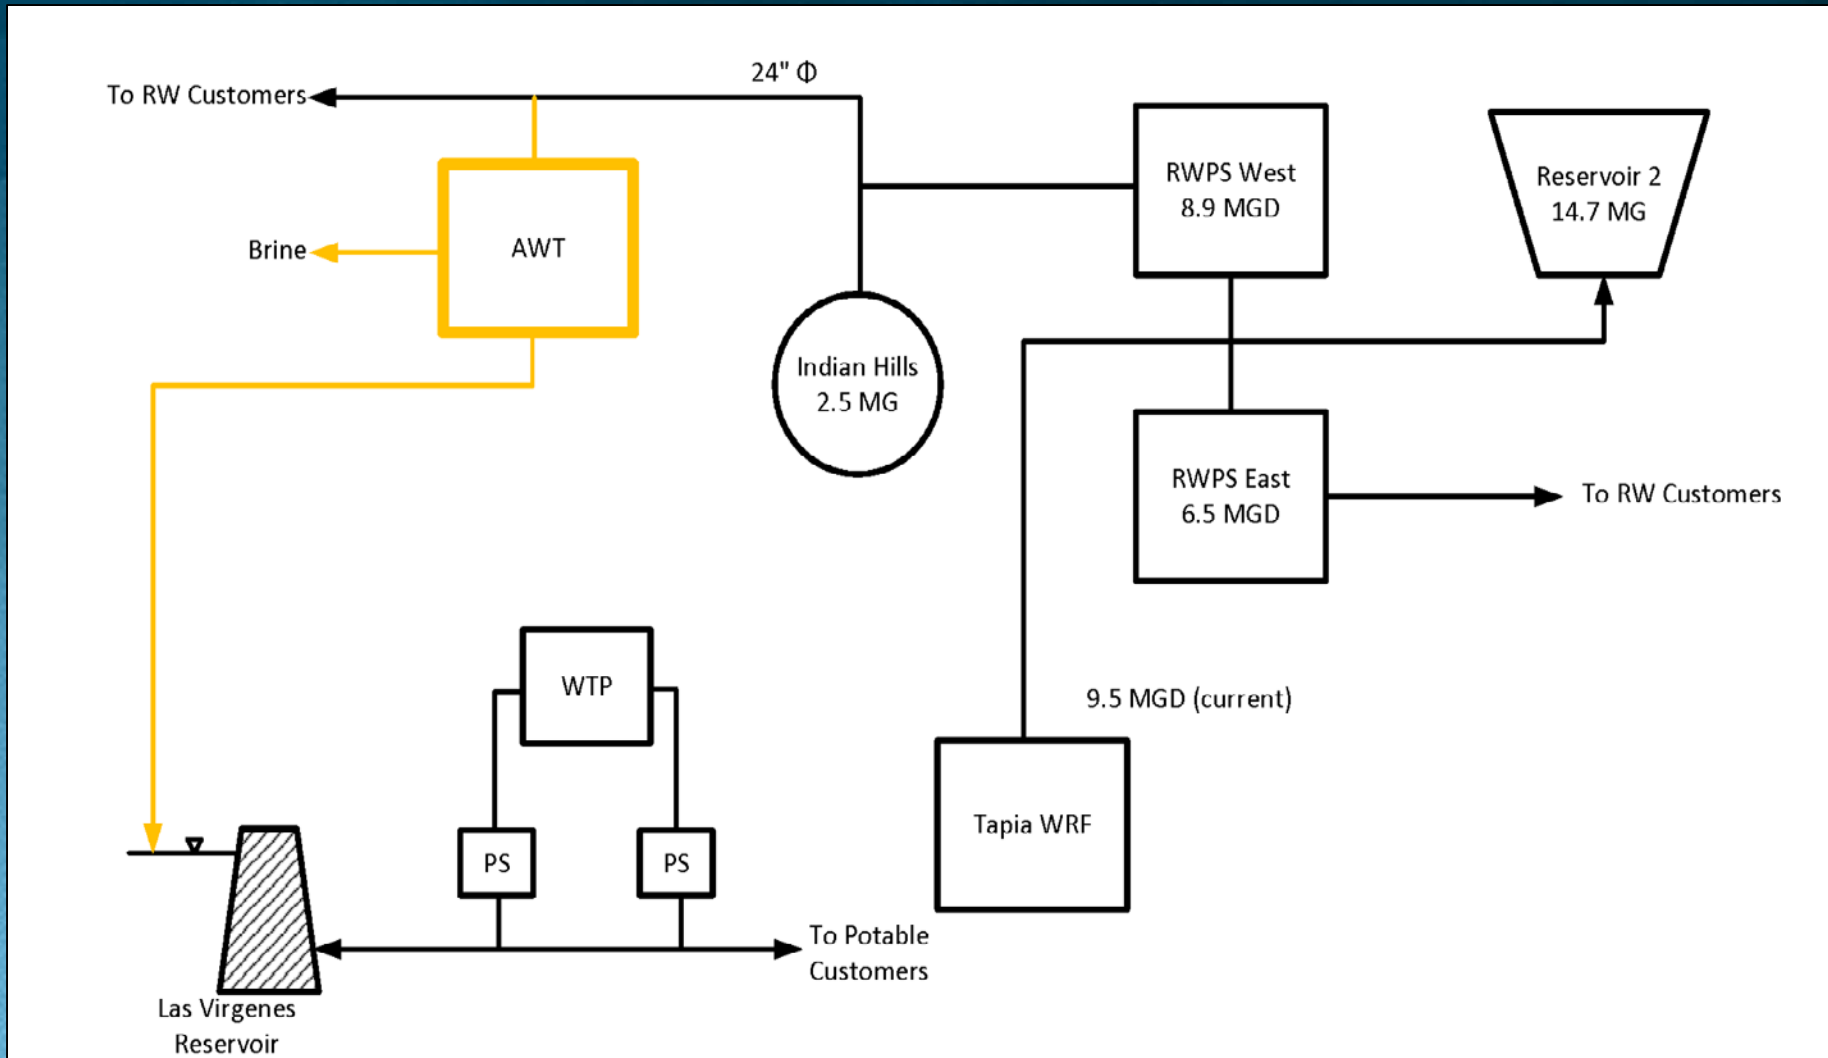 24" Φ
To RW Customers
RWPS West
8.9 MGD
Reservoir 2
14.7 MG
Brine
AWT
Indian Hills
2.5 MG
RWPS East
6.5 MGD
To RW Customers
WTP
9.5 MGD (current)
Tapia WRF
PS
PS
To Potable
Customers
Las Virgenes
Reservoir